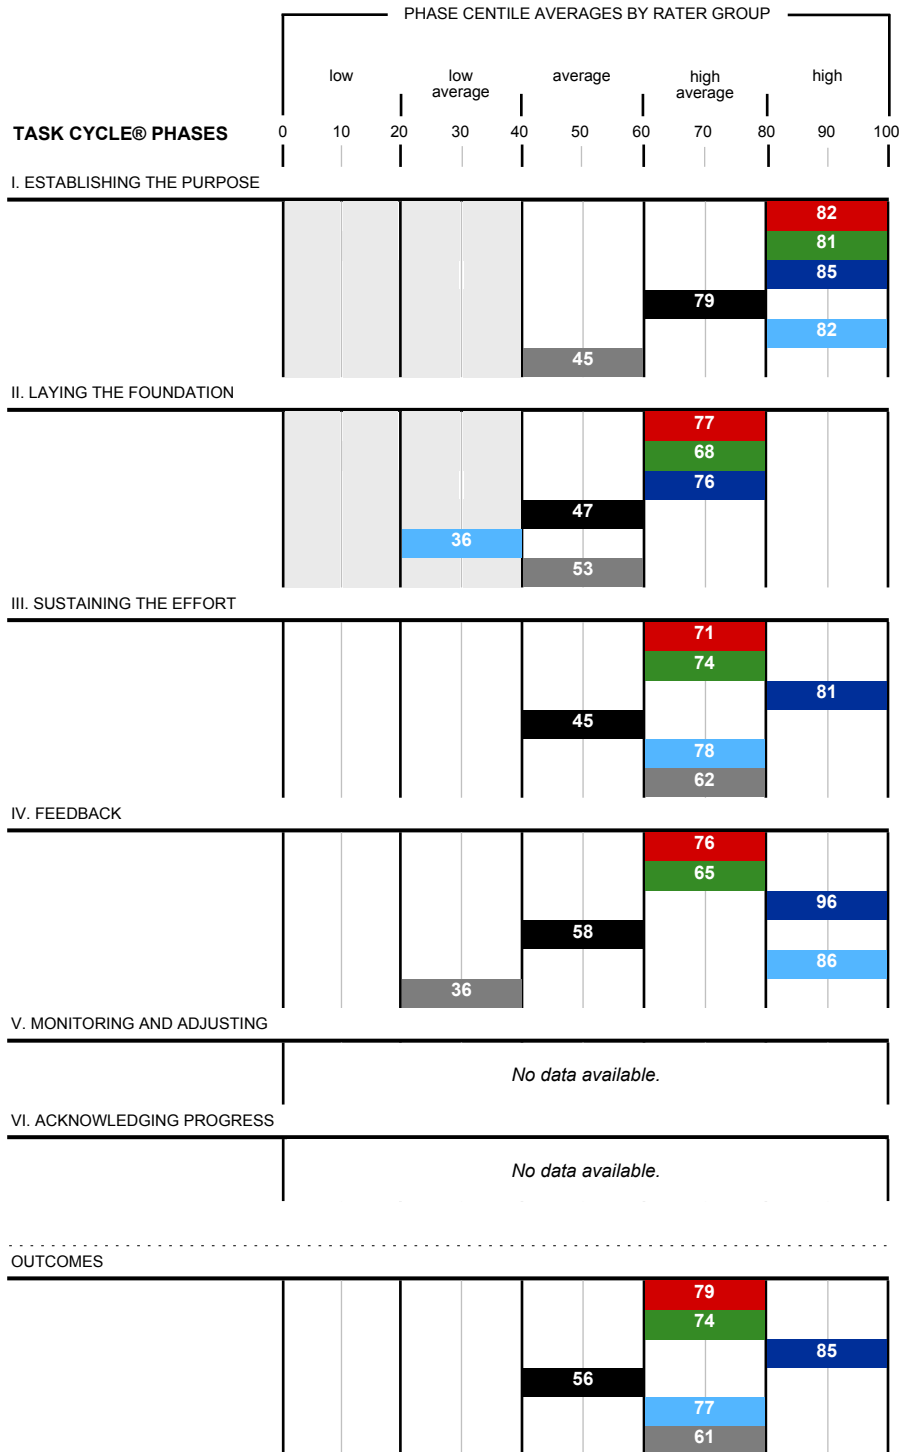 PHASE CENTILE AVERAGES BY RATER GROUP
low low average high high
average average
TASK CYCLE® PHASES 0 10 20 30 40 50 60 70 80 90 100
I. ESTABLISHING THE PURPOSE
82
81
85
79
82
45
II. LAYING THE FOUNDATION
77
68
76
47
36
53
III. SUSTAINING THE EFFORT
71
74
81
45
78
62
IV. FEEDBACK
76
65
96
58
86
36
V. MONITORING AND ADJUSTING
No data available.
VI. ACKNOWLEDGING PROGRESS
No data available.
OUTCOMES
79
74
85
56
77
61